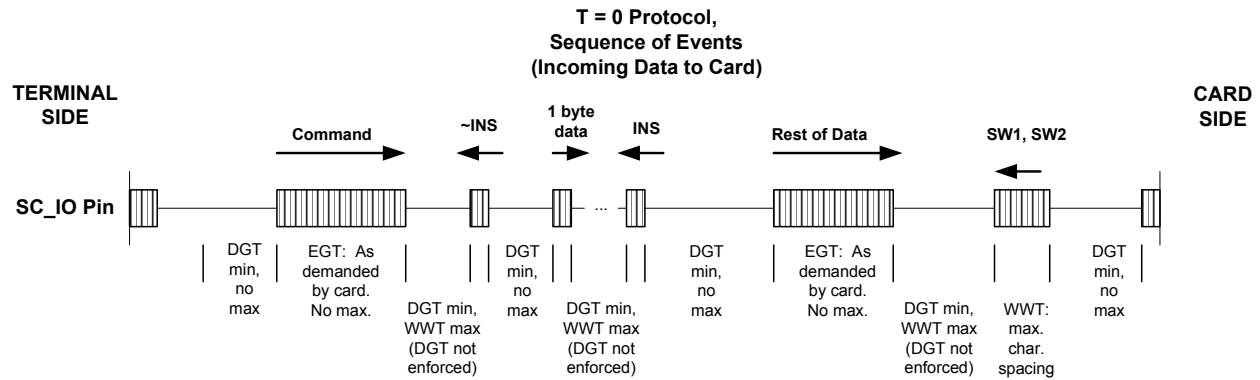 T = 0 Protocol,
Sequence of Events
(Incoming Data to Card)
TERMINAL
SIDE
CARD
SIDE
Command
~INS
1 byte
data
INS
Rest of Data
SW1, SW2
SC_IO Pin
...
DGT
min,
no
max
EGT: As
demanded
by card.
No max.
DGT min,
WWT max
(DGT not
enforced)
DGT
min,
no
max
DGT min,
WWT max
(DGT not
enforced)
DGT
min,
no
max
EGT: As
demanded
by card.
No max.
DGT min,
WWT max
(DGT not
enforced)
WWT:
max.
char.
spacing
DGT
min,
no
max